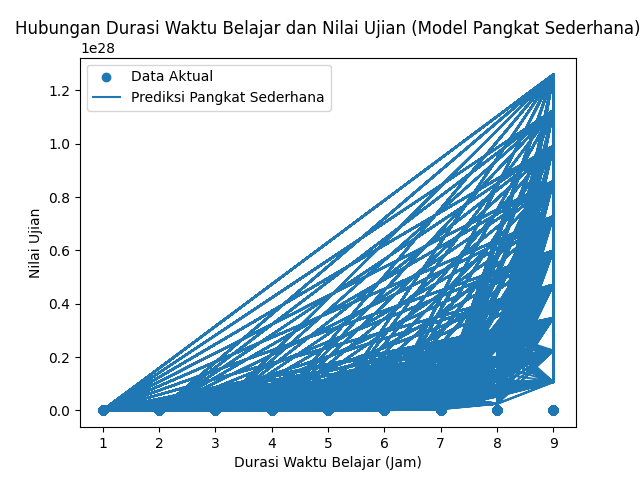 Hubungan Durasi Waktu Belajar dan Nilai Ujian (Model Pangkat Sederhana)
1e28
Data Aktual
Prediksi Pangkat Sederhana
1.2
1.0
0.8
0.6
0.4
0.2
0.0
Nilai Ujian
1 2 3 4 5 6 7 8 9
Durasi Waktu Belajar (Jam)